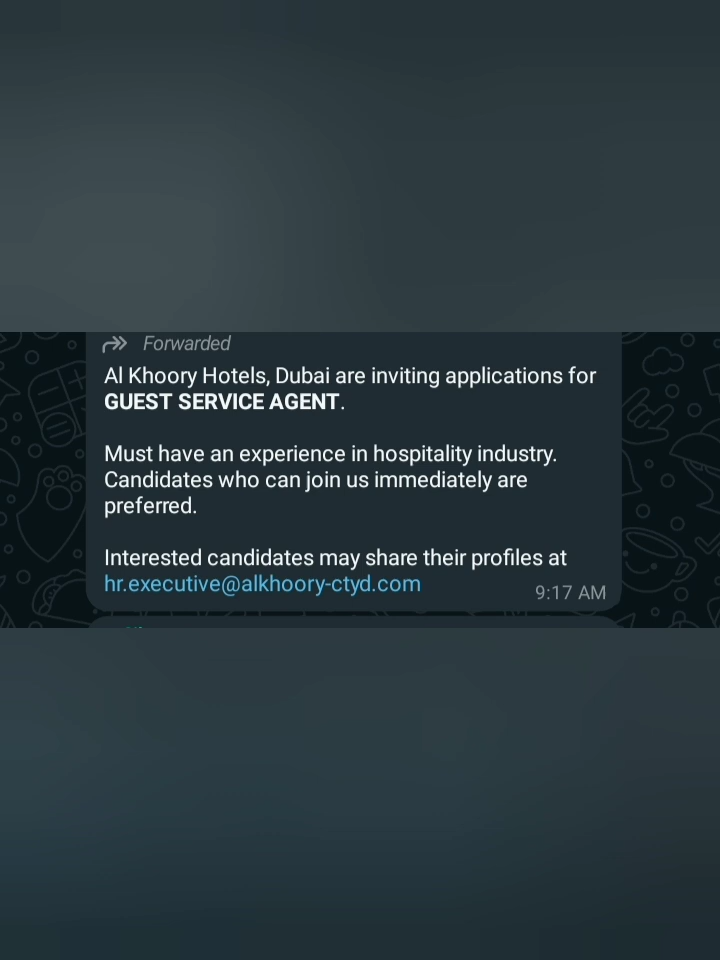 Forwarded
Al Khoory Hotels, Dubai are inviting applications for
GUEST SERVICE AGENT.
Must have an experience in hospitality industry.
Candidates who can join us immediately are
preferred.
Interested candidates may share their profiles at
hr.executive@alkhoory-ctyd.com
9:17 AM